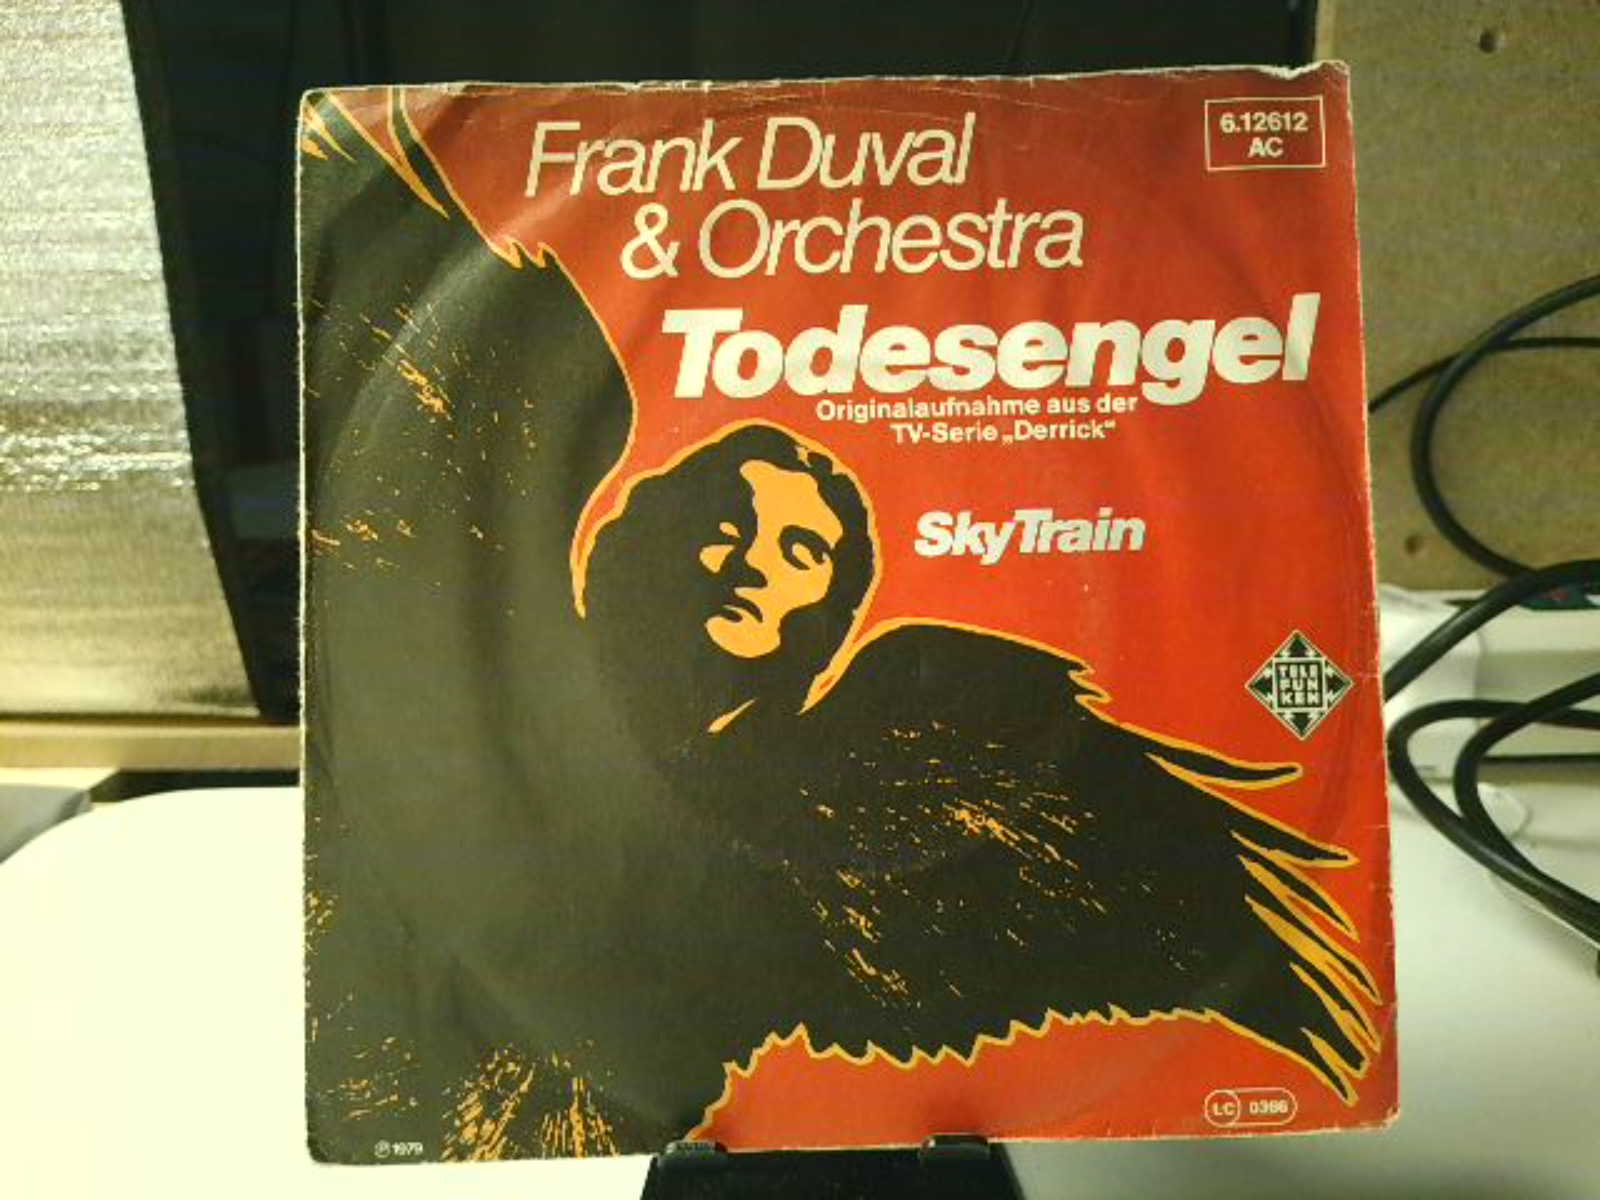 Frank Duval
& Orchestra
6.12612
AC
Todesengel
Originalaufnahme aus der
TV-Serie „Derrick“
SkyTrain
TELE
FUN
KEN
LC 0366
℗ 1979